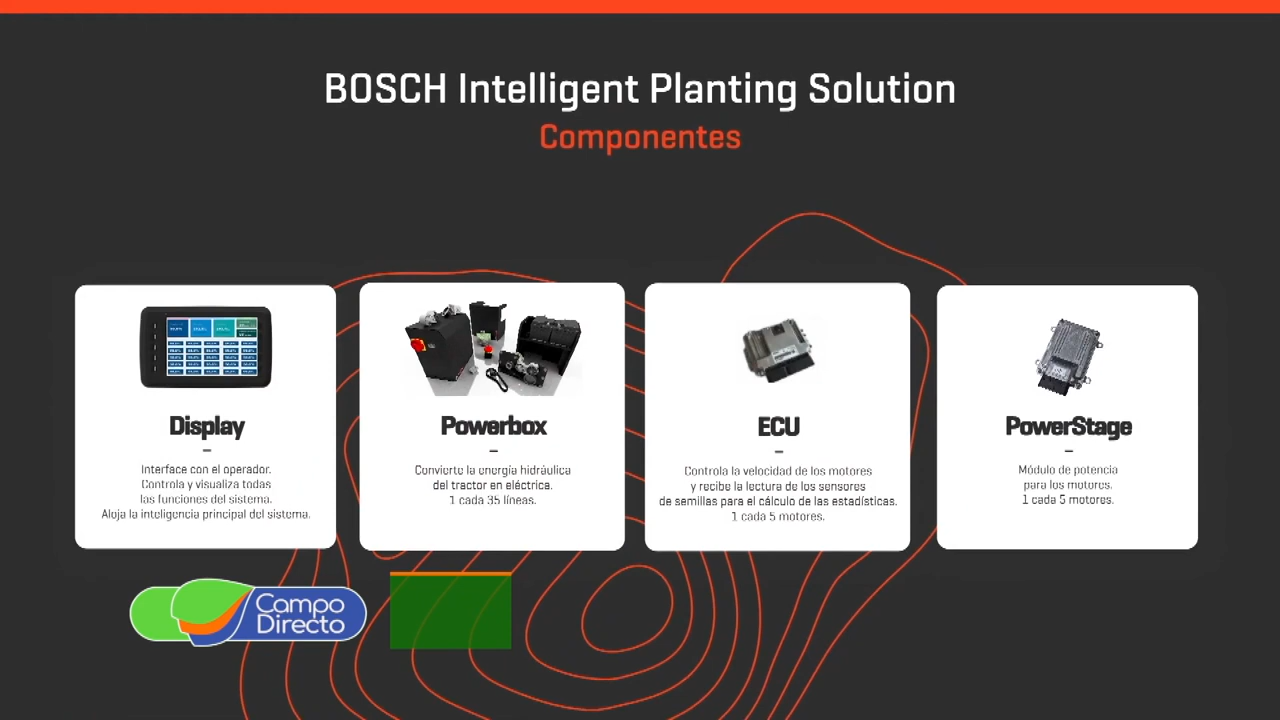 BOSCH Intelligent Planting Solution
Componentes
Display
Interface con el operador.
Controla y visualiza todas
las funciones del sistema.
Aloja la inteligencia principal del sistema.
Powerbox
Convierte la energía hidráulica
del tractor en eléctrica.
1 cada 35 líneas.
ECU
Controla la velocidad de los motores
y recibe la lectura de los sensores
de semillas para el cálculo de las estadísticas.
1 cada 5 motores.
PowerStage
Módulo de potencia
para los motores.
1 cada 5 motores.
Campo
Directo